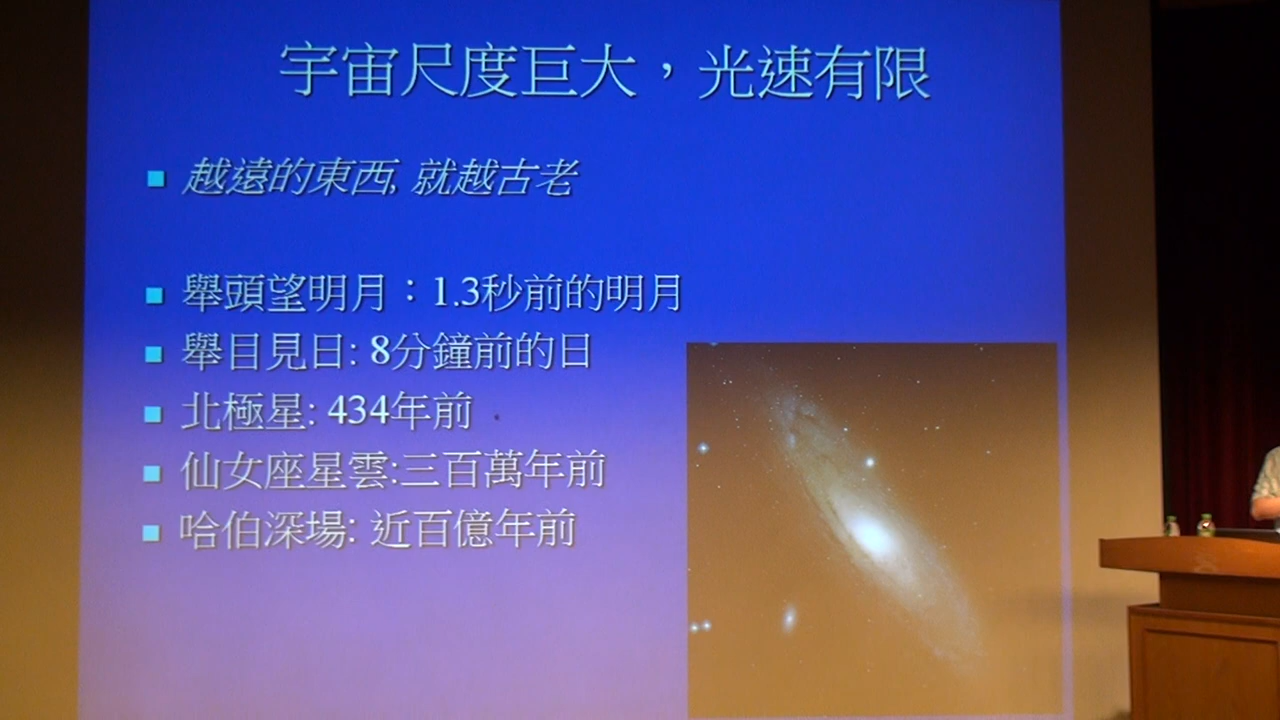 宇宙尺度巨大，光速有限
越遠的東西, 就越古老
舉頭望明月：1.3秒前的明月
舉目見日: 8分鐘前的日
北極星: 434年前
仙女座星雲:三百萬年前
哈伯深場: 近百億年前